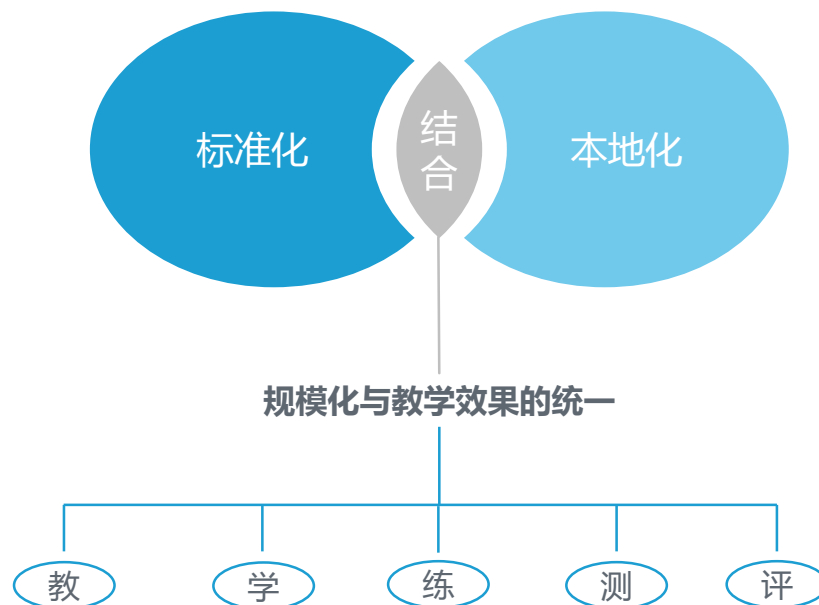 标准化
结
合
本地化
规模化与教学效果的统一
教
学
练
测
评